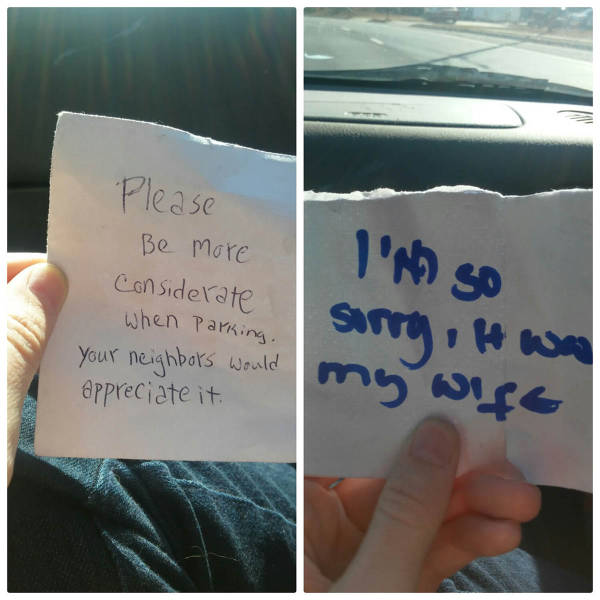 Please
Be more
considerate
when parking.
your neighbors would
appreciate it.
I'm so
sorry, it was
my wife